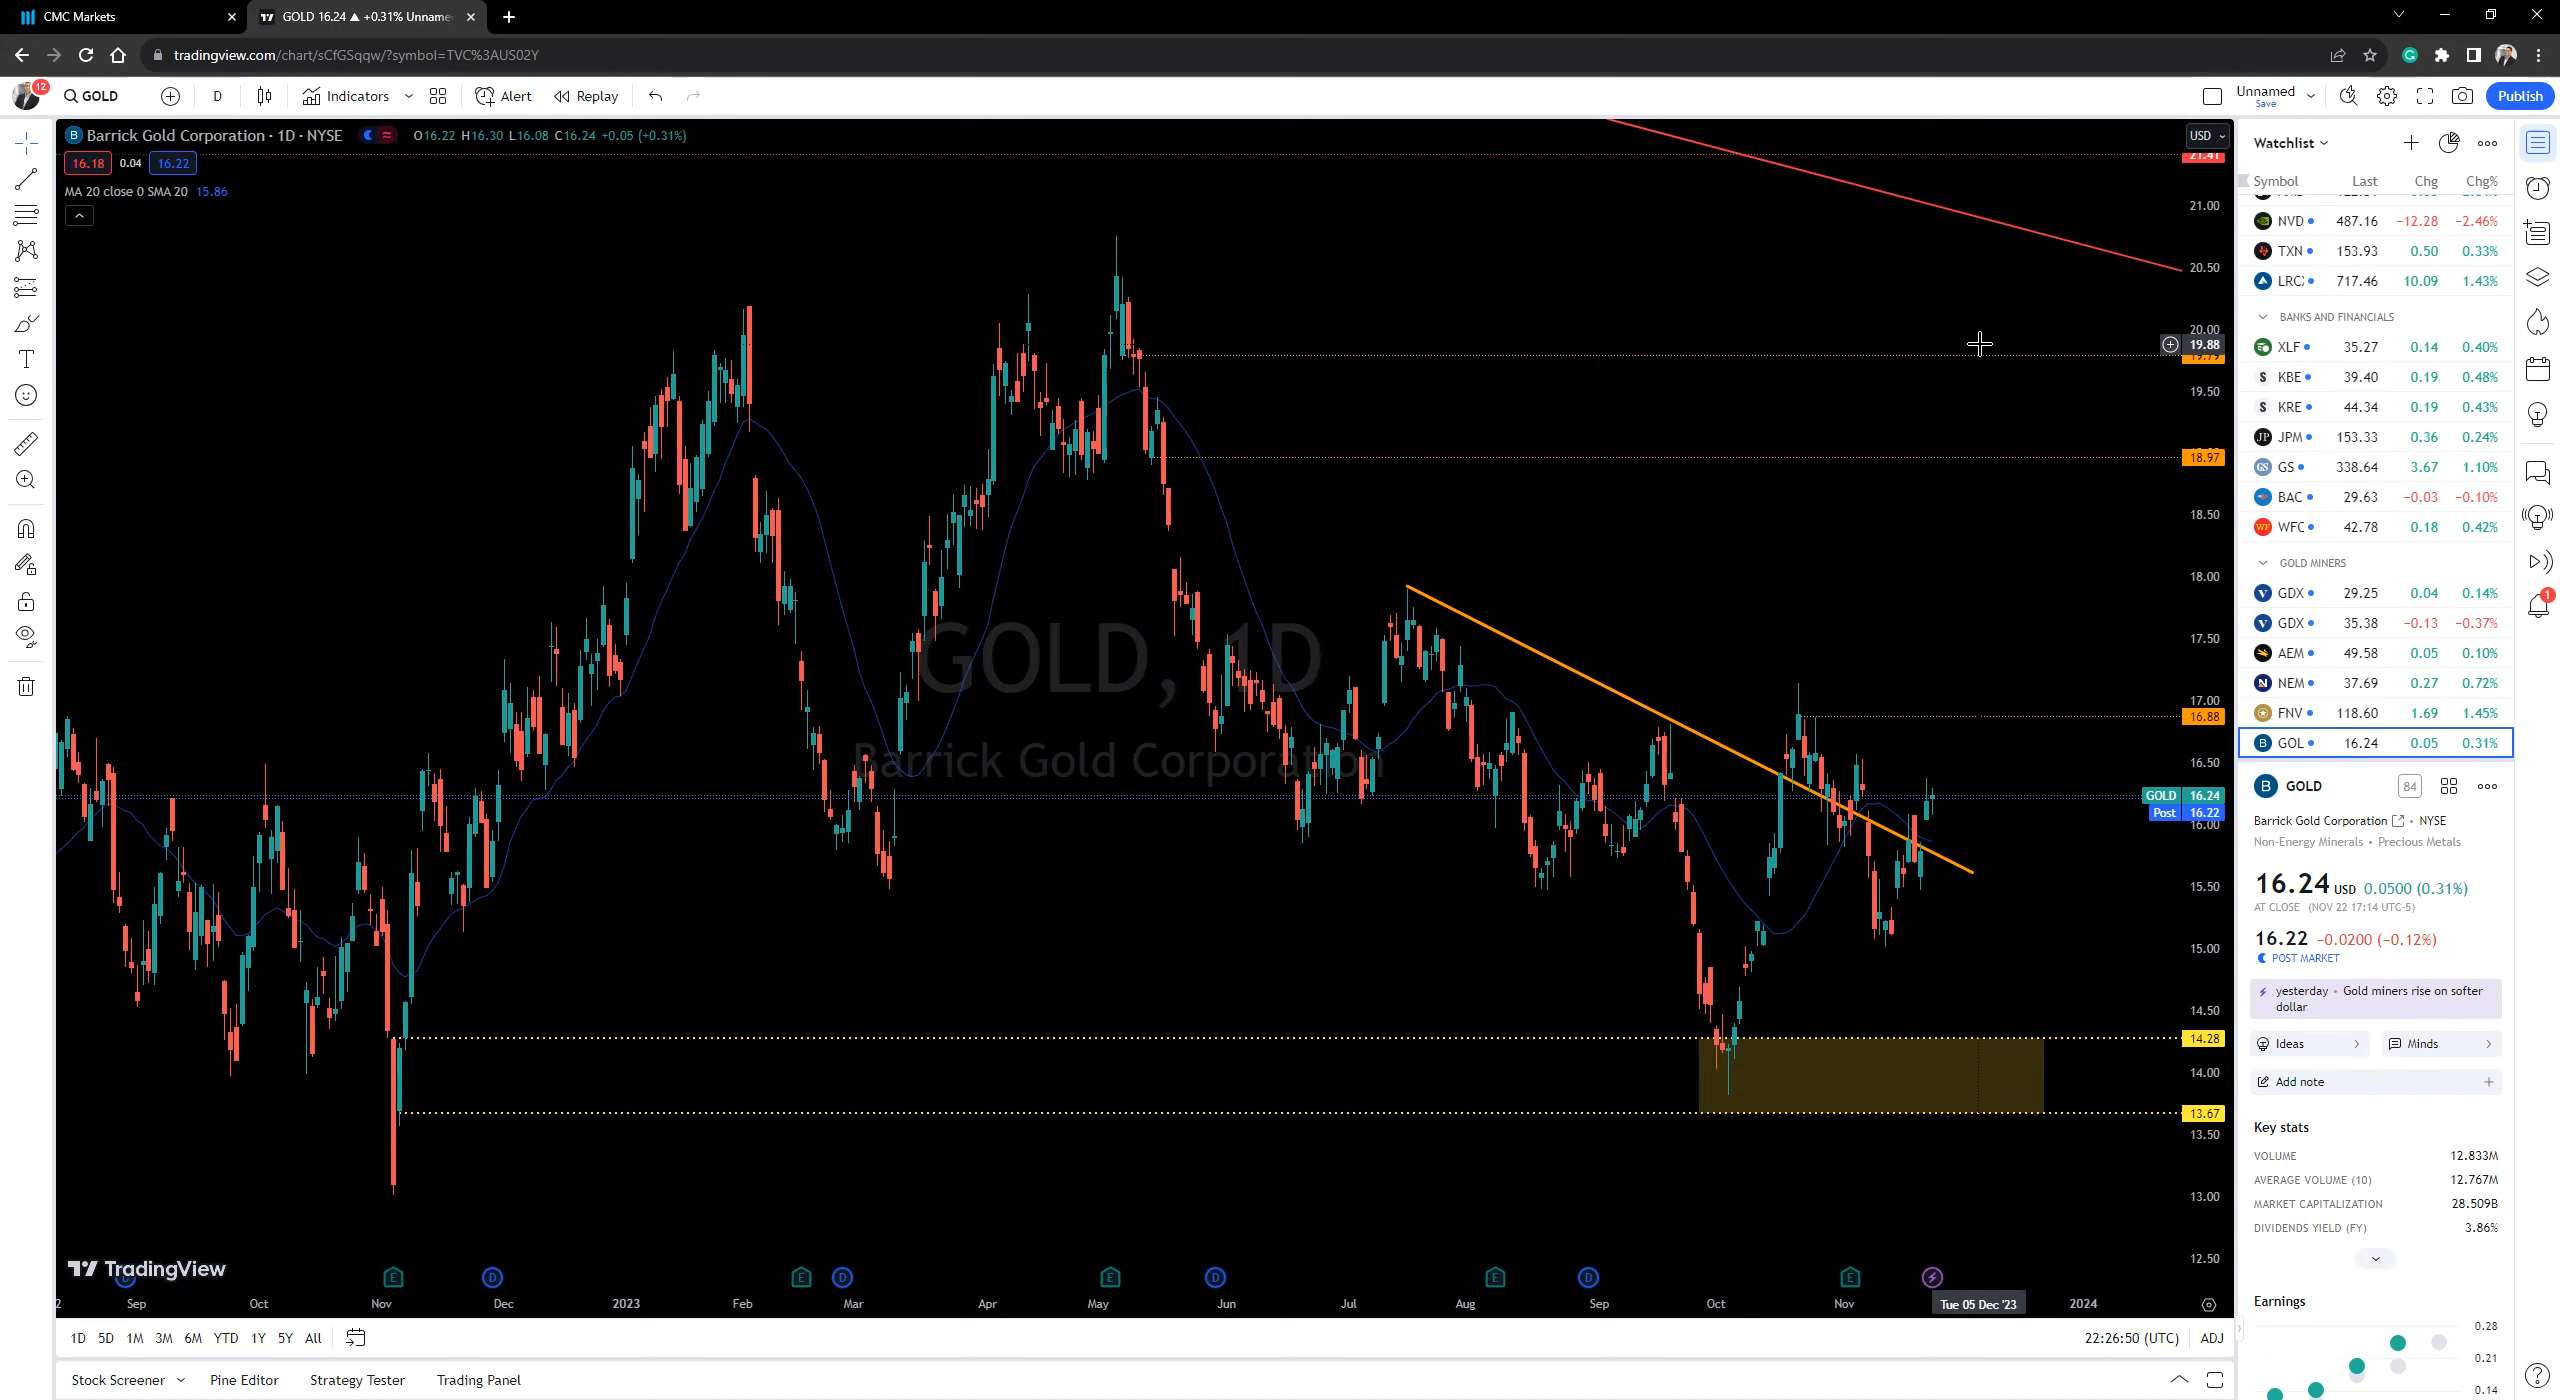 CMC Markets
GOLD 16.24 ▲ +0.31% Unname
tradingview.com/chart/sCfGSqqw/?symbol=TVC%3AUS02Y
12
GOLD
D
Indicators
Alert
Replay
Unnamed
Save
Publish
Barrick Gold Corporation · 1D · NYSE
O16.22 H16.30 L16.08 C16.24 +0.05 (+0.31%)
16.18 0.04 16.22
MA 20 close 0 SMA 20 15.86
GOLD, 1D
Barrick Gold Corporation
USD
21.41
21.00
20.50
20.00
19.88
19.79
19.50
18.97
18.50
18.00
17.50
17.00
16.88
16.50
GOLD 16.24
Post 16.22
16.00
15.50
15.00
14.50
14.28
14.00
13.67
13.50
13.00
12.50
TradingView
D E D E D E D E D E
2 Sep Oct Nov Dec 2023 Feb Mar Apr May Jun Jul Aug Sep Oct Nov Tue 05 Dec '23 2024
1D 5D 1M 3M 6M YTD 1Y 5Y All
22:26:50 (UTC) ADJ
Stock Screener
Pine Editor
Strategy Tester
Trading Panel
Watchlist
Symbol Last Chg Chg%
NVD 487.16 −12.28 −2.46%
TXN 153.93 0.50 0.33%
LRC 717.46 10.09 1.43%
BANKS AND FINANCIALS
XLF 35.27 0.14 0.40%
S KBE 39.40 0.19 0.48%
S KRE 44.34 0.19 0.43%
JP JPM 153.33 0.36 0.24%
GS GS 338.64 3.67 1.10%
BAC 29.63 −0.03 −0.10%
WF WFC 42.78 0.18 0.42%
GOLD MINERS
V GDX 29.25 0.04 0.14%
V GDX 35.38 −0.13 −0.37%
AEM 49.58 0.05 0.10%
N NEM 37.69 0.27 0.72%
FNV 118.60 1.69 1.45%
B GOL 16.24 0.05 0.31%
B GOLD 84
Barrick Gold Corporation • NYSE
Non-Energy Minerals • Precious Metals
16.24 USD 0.0500 (0.31%)
AT CLOSE (NOV 22 17:14 UTC-5)
16.22 −0.0200 (−0.12%)
POST MARKET
yesterday • Gold miners rise on softer
dollar
Ideas
Minds
Add note
Key stats
VOLUME 12.833M
AVERAGE VOLUME (10) 12.767M
MARKET CAPITALIZATION 28.509B
DIVIDENDS YIELD (FY) 3.86%
Earnings
0.28
0.21
0.14
1